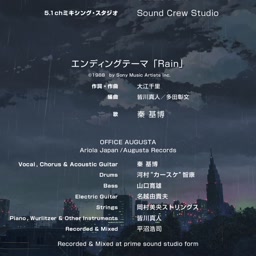 5.1chミキシング・スタジオ Sound Crew Studio
エンディングテーマ「Rain」
©1988 by Sony Music Artists Inc.
作詞・作曲 大江千里
編曲 皆川真人／多田彰文
歌 秦 基博
OFFICE AUGUSTA
Ariola Japan /Augusta Records
Vocal, Chorus & Acoustic Guitar 秦 基博
Drums 河村"カースケ"智康
Bass 山口寛雄
Electric Guitar 名越由貴夫
Strings 岡村美央ストリングス
Piano, Wurlitzer & Other Instruments 皆川真人
Recorded & Mixed 平沼浩司
Recorded & Mixed at prime sound studio form